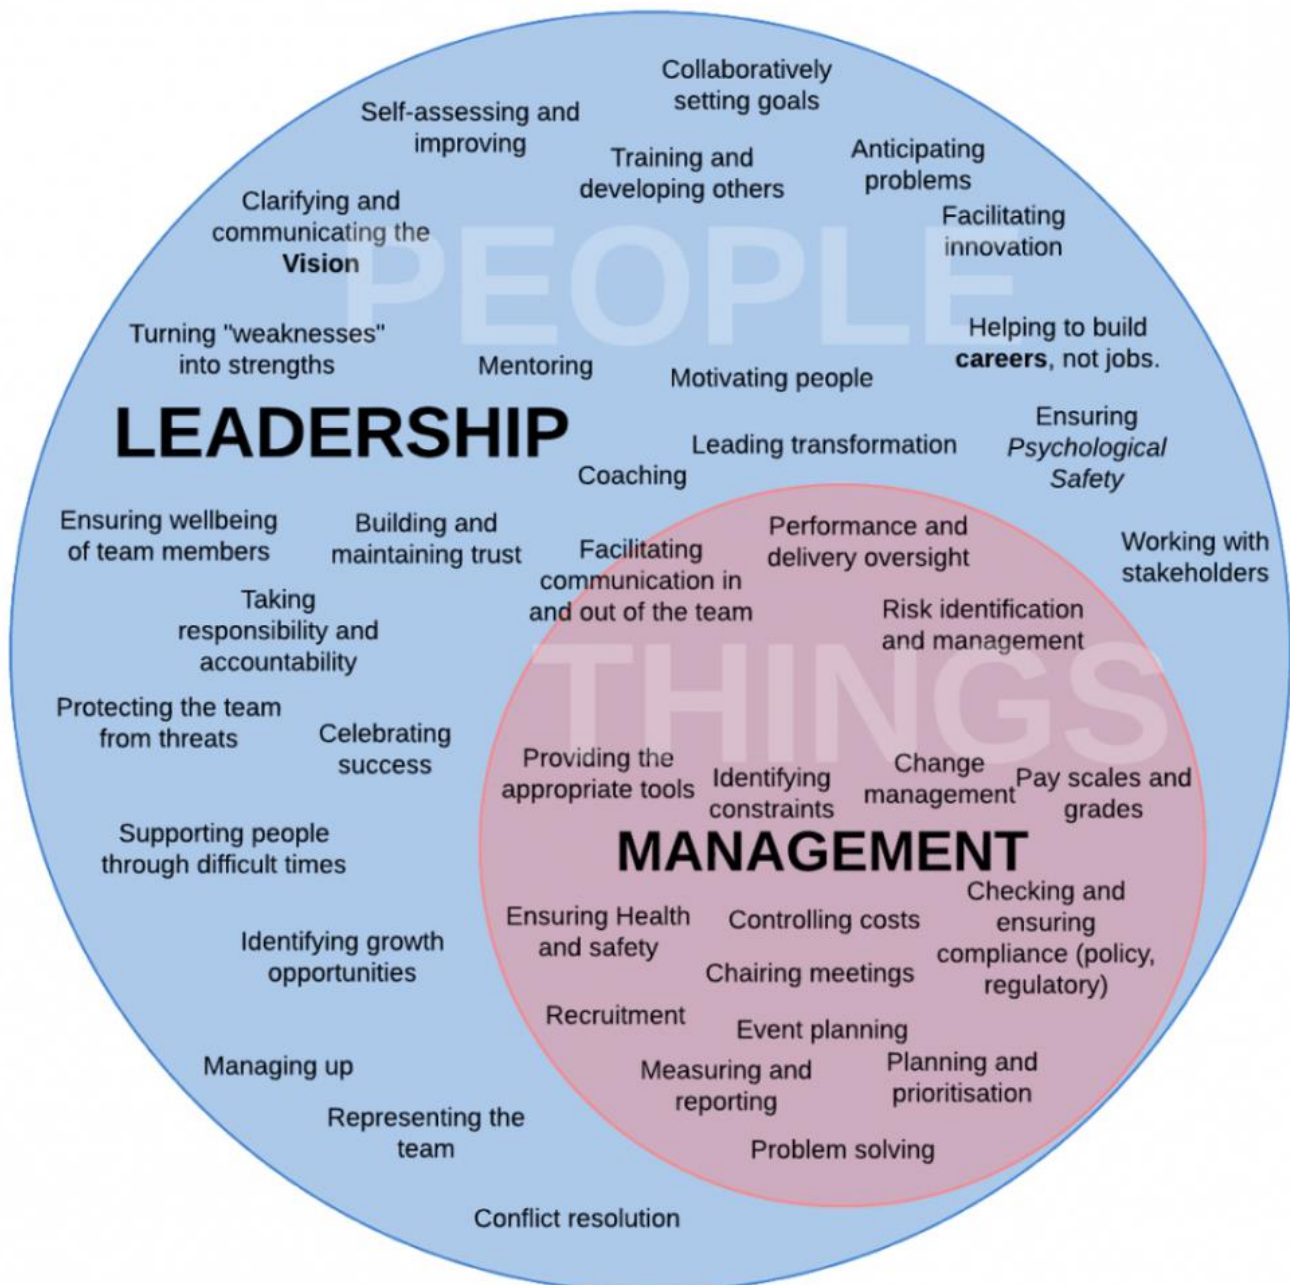 Collaboratively
setting goals
Self-assessing and
improving
Training and
developing others
Anticipating
problems
Clarifying and
communicating the
Vision
Facilitating
innovation
PEOPLE
Turning "weaknesses"
into strengths
Mentoring
Motivating people
Helping to build
careers, not jobs.
LEADERSHIP
Leading transformation
Ensuring
Psychological
Safety
Coaching
Ensuring wellbeing
of team members
Building and
maintaining trust
Facilitating
communication in
and out of the team
Performance and
delivery oversight
Working with
stakeholders
Taking
responsibility and
accountability
Risk identification
and management
THINGS
Protecting the team
from threats
Celebrating
success
Providing the
appropriate tools
Identifying
constraints
Change
management
Pay scales and
grades
MANAGEMENT
Supporting people
through difficult times
Ensuring Health
and safety
Controlling costs
Checking and
ensuring
compliance (policy,
regulatory)
Identifying growth
opportunities
Chairing meetings
Recruitment
Event planning
Managing up
Measuring and
reporting
Planning and
prioritisation
Representing the
team
Problem solving
Conflict resolution